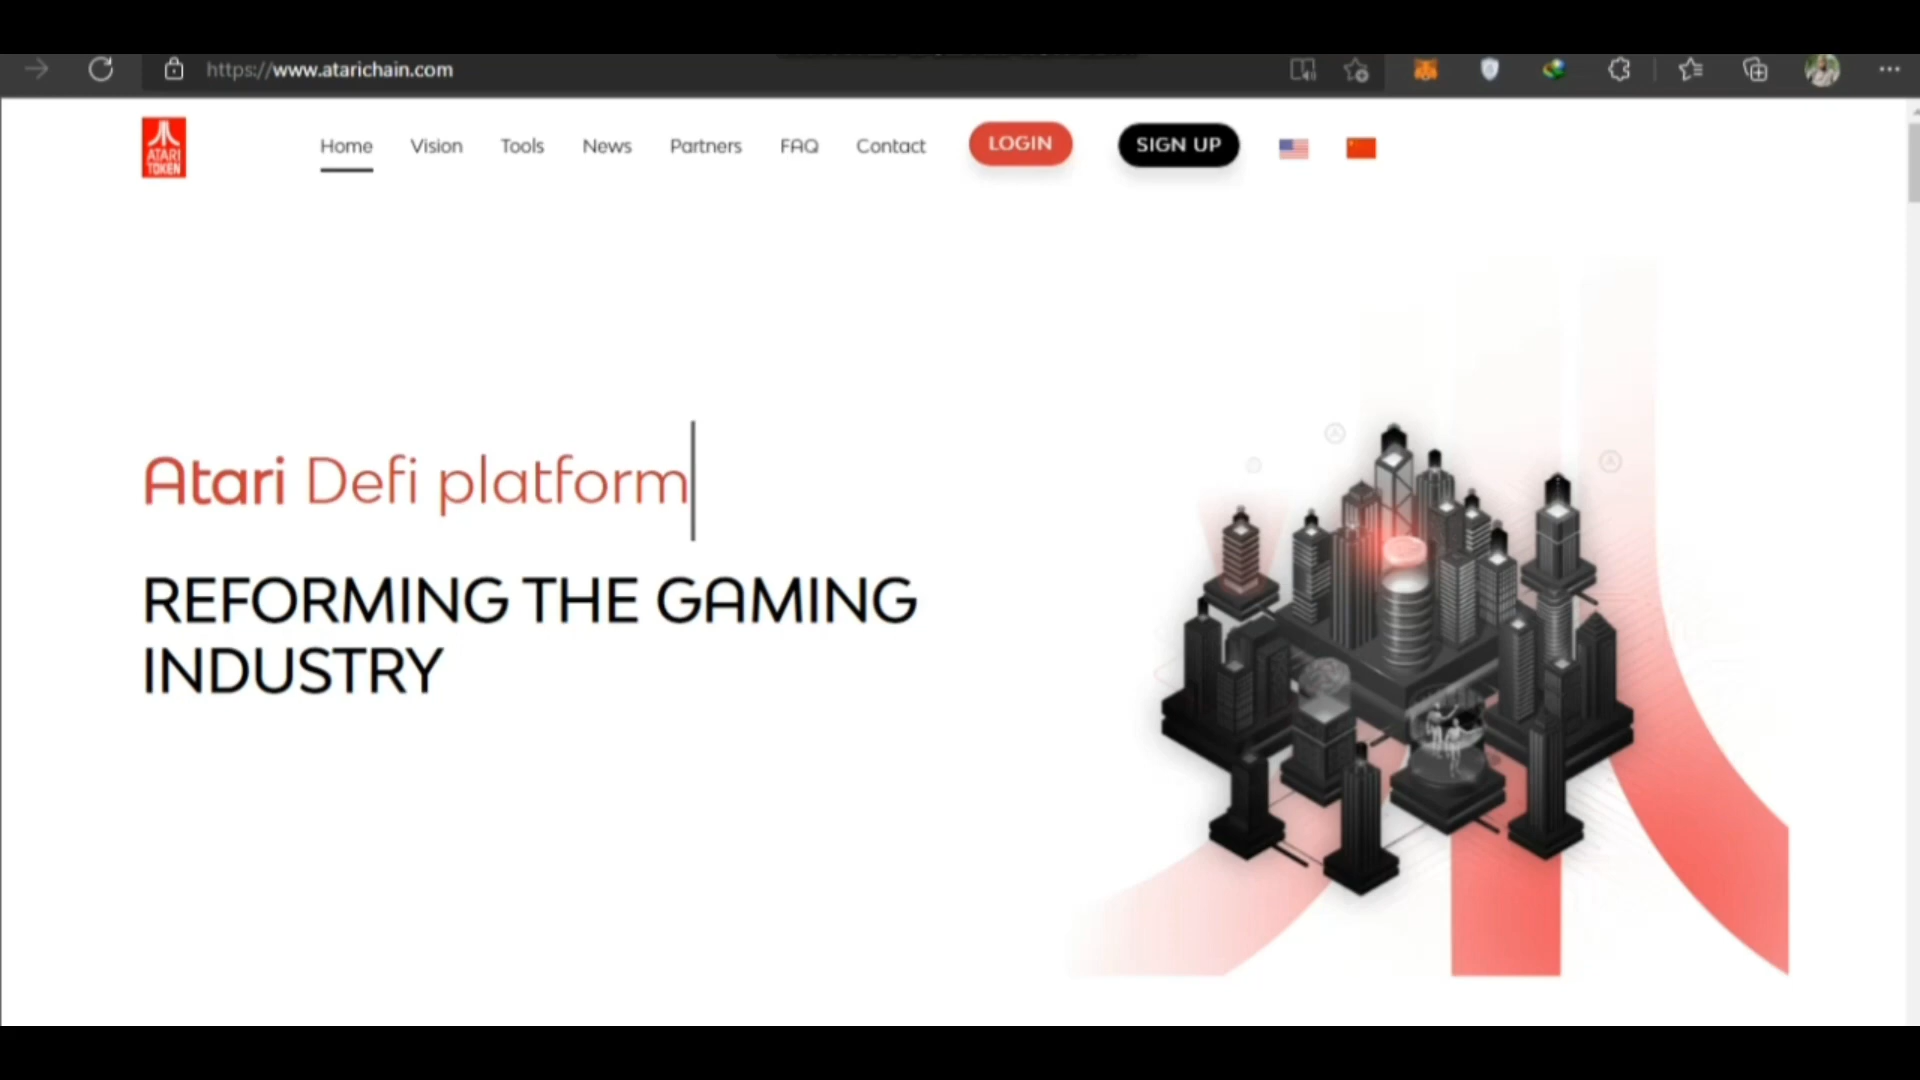 https://www.atarichain.com
ATARI
TOKEN
Home
Vision
Tools
News
Partners
FAQ
Contact
LOGIN
SIGN UP
Atari Defi platform
REFORMING THE GAMING
INDUSTRY